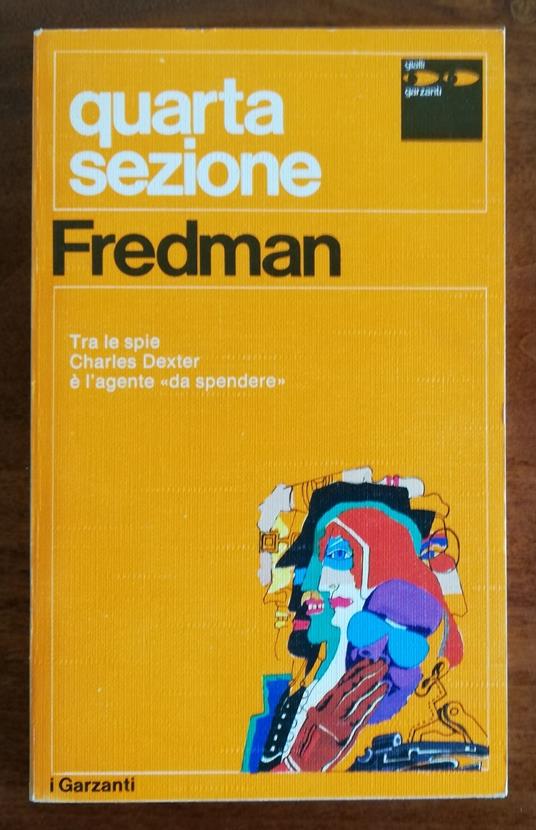 quarta
sezione
gialli
garzanti
Fredman
Tra le spie
Charles Dexter
è l'agente «da spendere»
i Garzanti